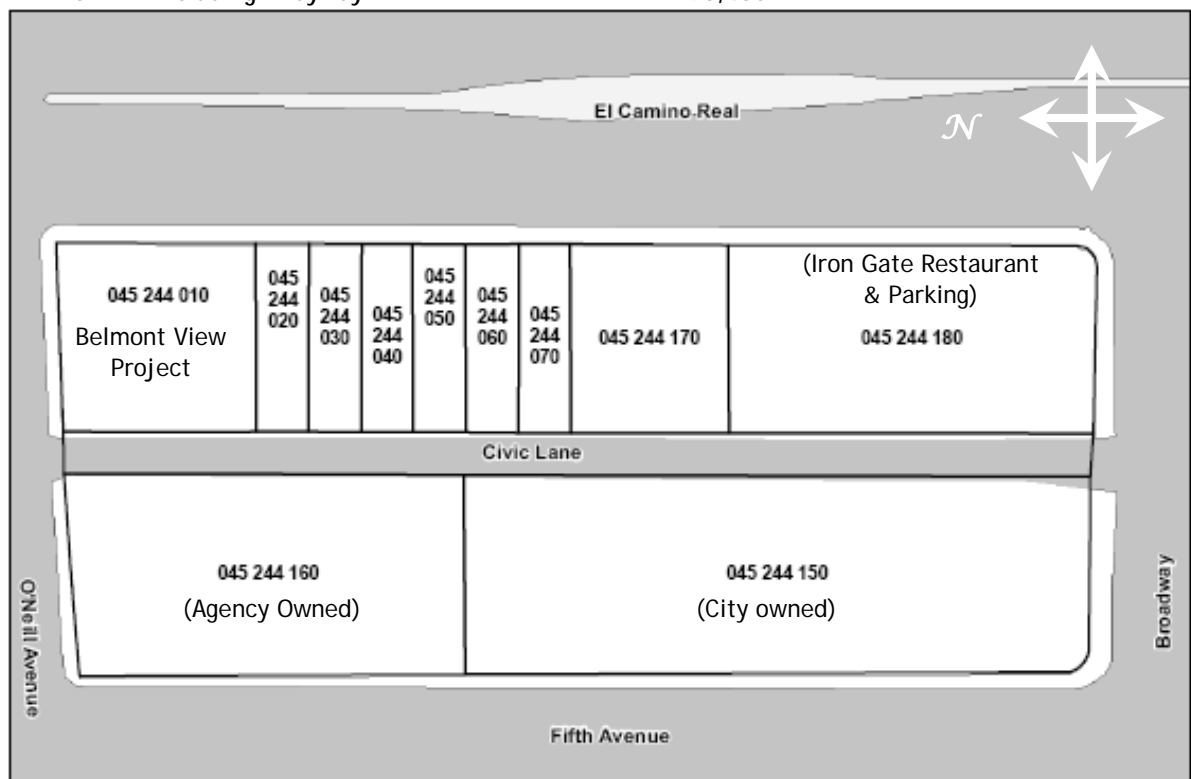 El Camino Real
N
045 244 010
Belmont View
Project
045
244
020
045
244
030
045
244
040
045
244
050
045
244
060
045
244
070
045 244 170
(Iron Gate Restaurant
& Parking)
045 244 180
Civic Lane
045 244 160
(Agency Owned)
045 244 150
(City owned)
O'Neill Avenue
Broadway
Fifth Avenue